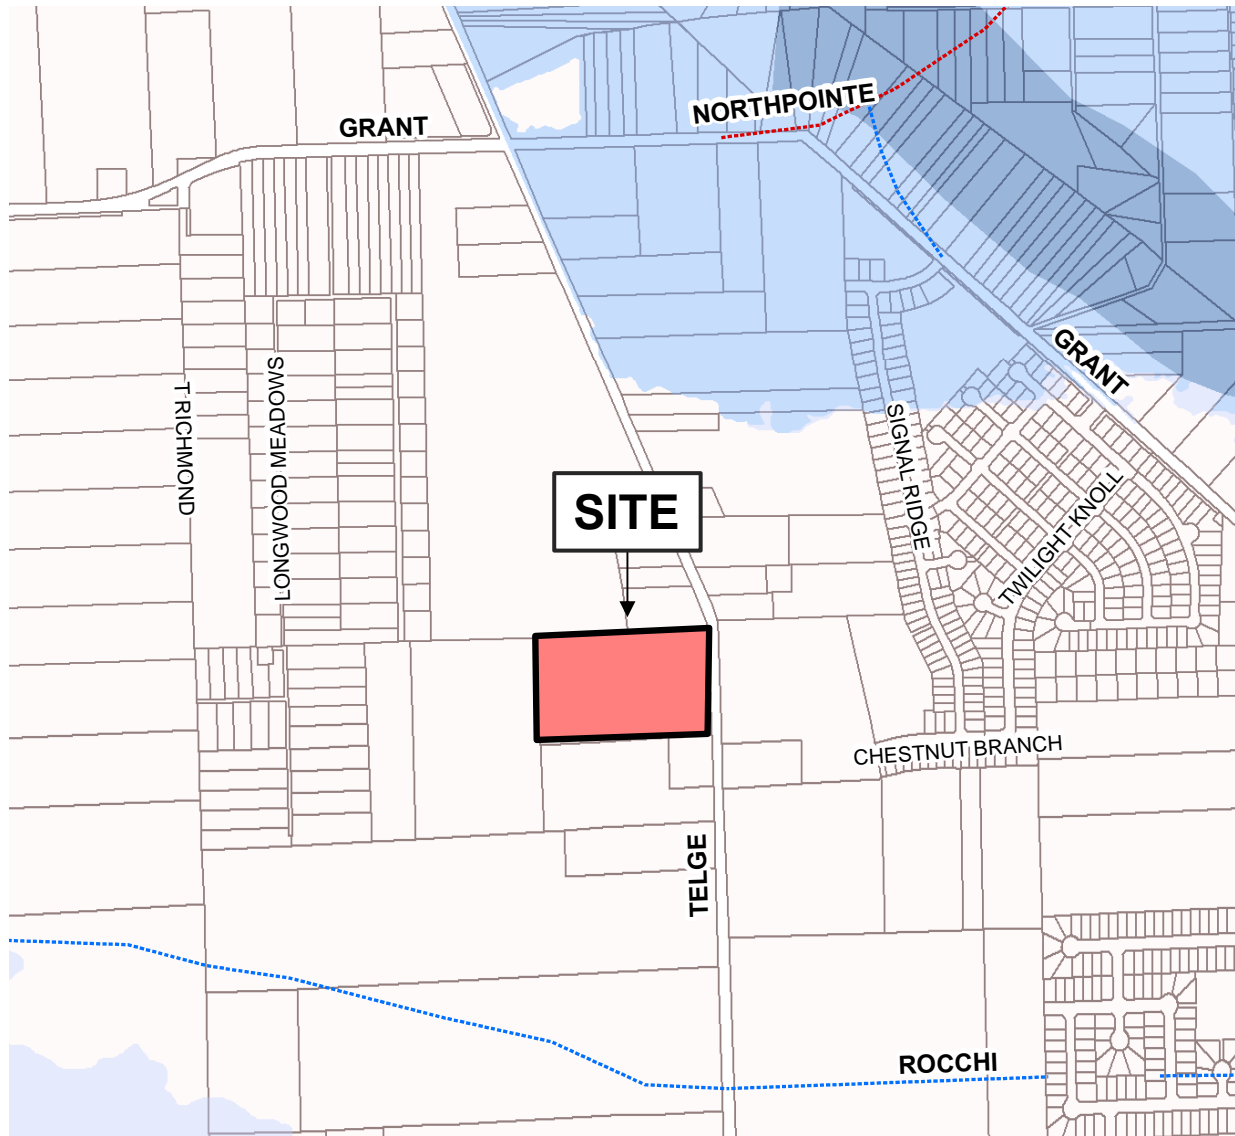 NORTHPOINTE
GRANT
GRANT
T RICHMOND
LONGWOOD MEADOWS
SIGNAL RIDGE
SITE
TWILIGHT KNOLL
CHESTNUT BRANCH
TELGE
ROCCHI